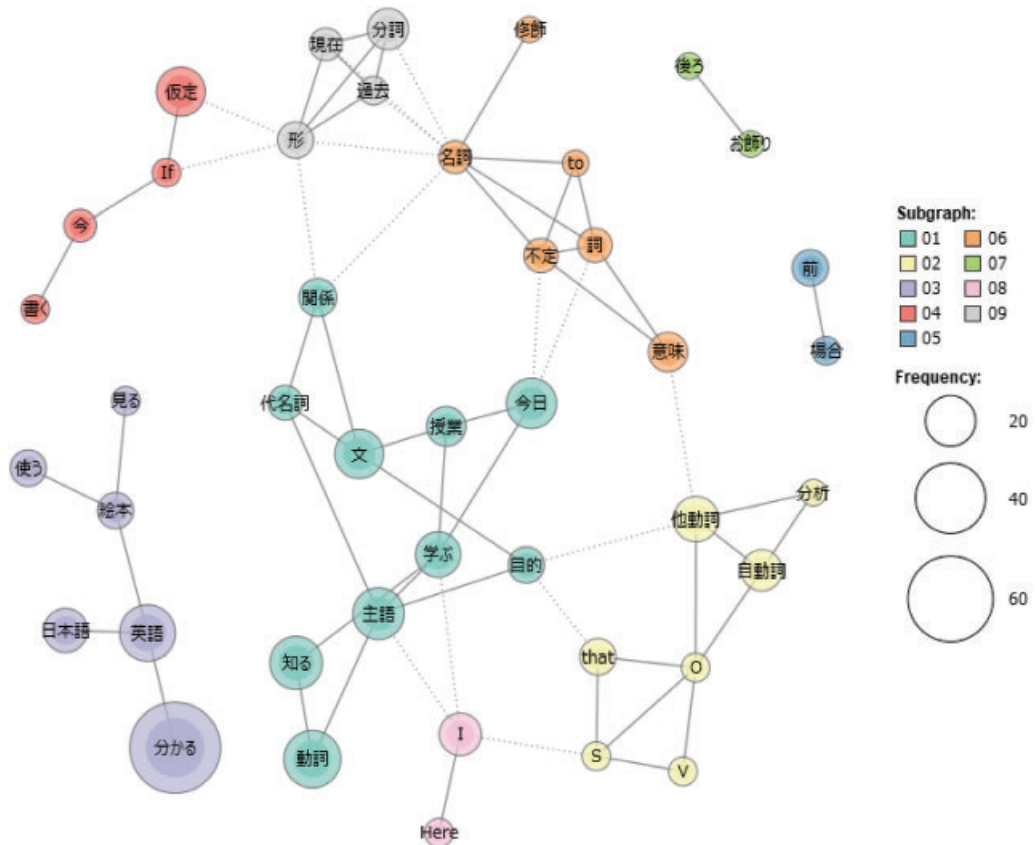 修飾
分詞
現在
後ろ
仮定
過去
形
お飾り
名詞
to
If
Subgraph:
01 06
02 07
03 08
04 09
05
今
詞
不定
前
関係
書く
意味
場合
Frequency:
20
40
60
見る
代名詞
今日
授業
文
使う
分析
絵本
他動詞
学ぶ
目的
自動詞
主語
日本語
英語
that
知る
O
I
分かる
動詞
S
V
Here